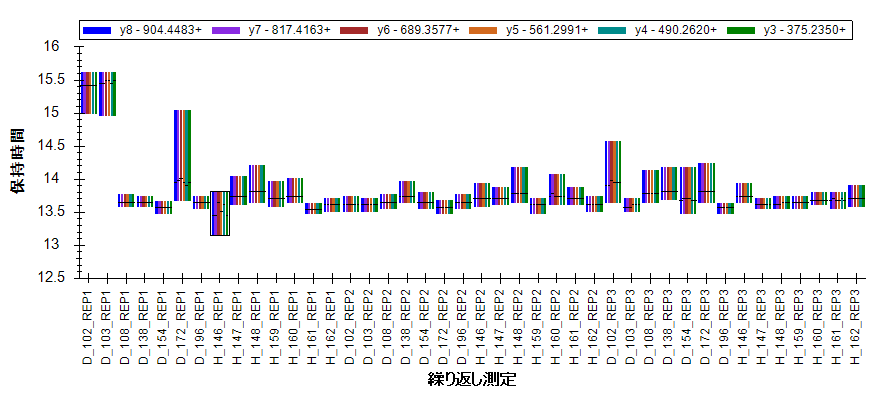 y8 - 904.4483+ y7 - 817.4163+ y6 - 689.3577+ y5 - 561.2991+ y4 - 490.2620+ y3 - 375.2350+
16
15.5
15
14.5
14
13.5
13
12.5
保持時間
D_102_REP1
D_103_REP1
D_108_REP1
D_138_REP1
D_154_REP1
D_172_REP1
D_196_REP1
H_146_REP1
H_147_REP1
H_148_REP1
H_159_REP1
H_160_REP1
H_161_REP1
H_162_REP1
D_102_REP2
D_103_REP2
D_108_REP2
D_138_REP2
D_154_REP2
D_172_REP2
D_196_REP2
H_146_REP2
H_147_REP2
H_148_REP2
H_159_REP2
H_160_REP2
H_161_REP2
H_162_REP2
D_102_REP3
D_103_REP3
D_108_REP3
D_138_REP3
D_154_REP3
D_172_REP3
D_196_REP3
H_146_REP3
H_147_REP3
H_148_REP3
H_159_REP3
H_160_REP3
H_161_REP3
H_162_REP3
繰り返し測定